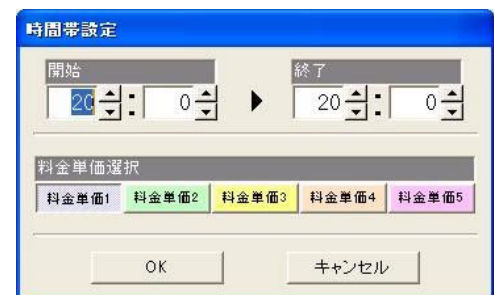 時間帯設定
開始 終了
20 : 0 ▶ 20 : 0
料金単価選択
料金単価1 料金単価2 料金単価3 料金単価4 料金単価5
OK キャンセル